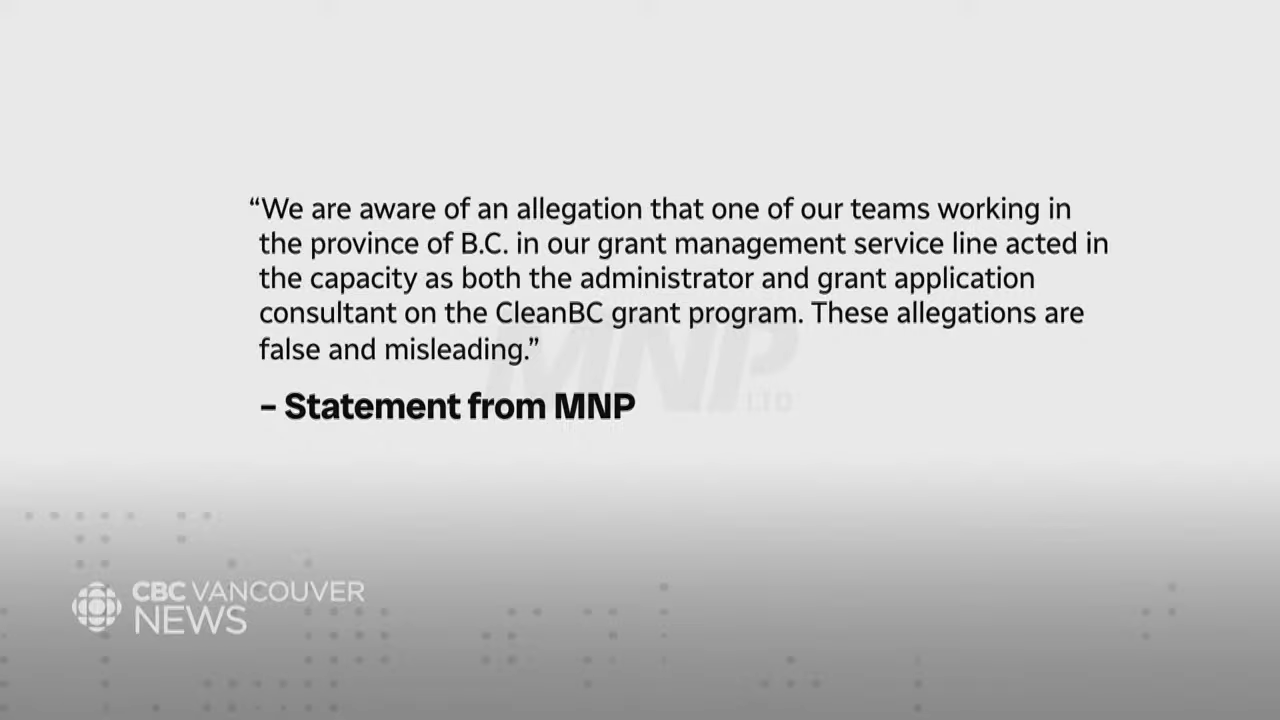 “We are aware of an allegation that one of our teams working in
the province of B.C. in our grant management service line acted in
the capacity as both the administrator and grant application
consultant on the CleanBC grant program. These allegations are
false and misleading.”
MNP
LTD
– Statement from MNP
CBC VANCOUVER
NEWS